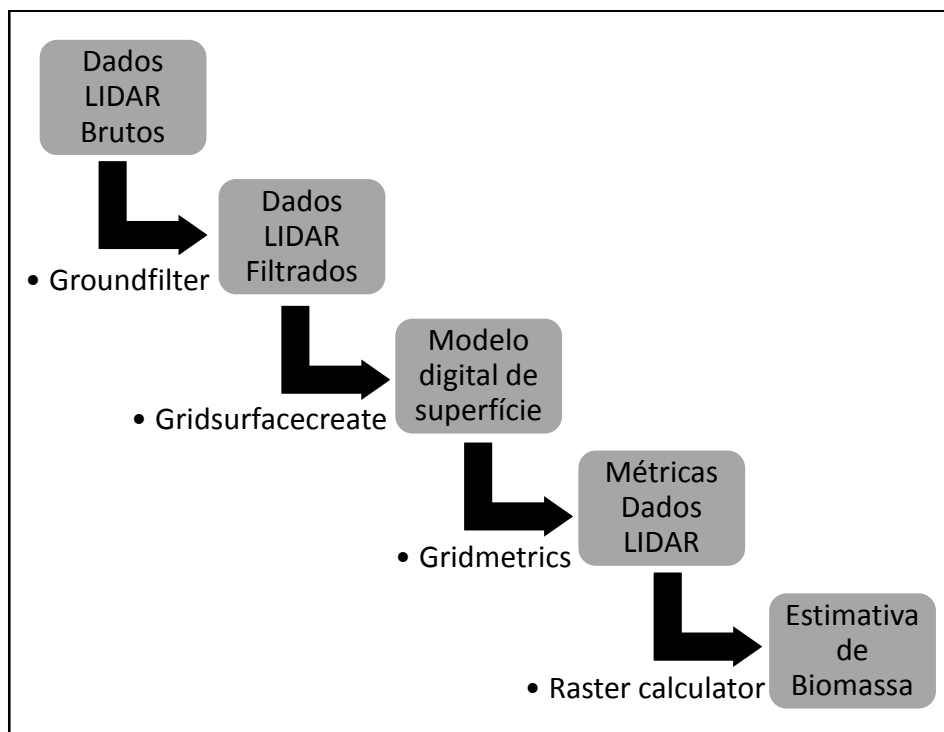 Dados
LIDAR
Brutos
• Groundfilter
Dados
LIDAR
Filtrados
• Gridsurfacecreate
Modelo
digital de
superfície
• Gridmetrics
Métricas
Dados
LIDAR
• Raster calculator
Estimativa
de
Biomassa